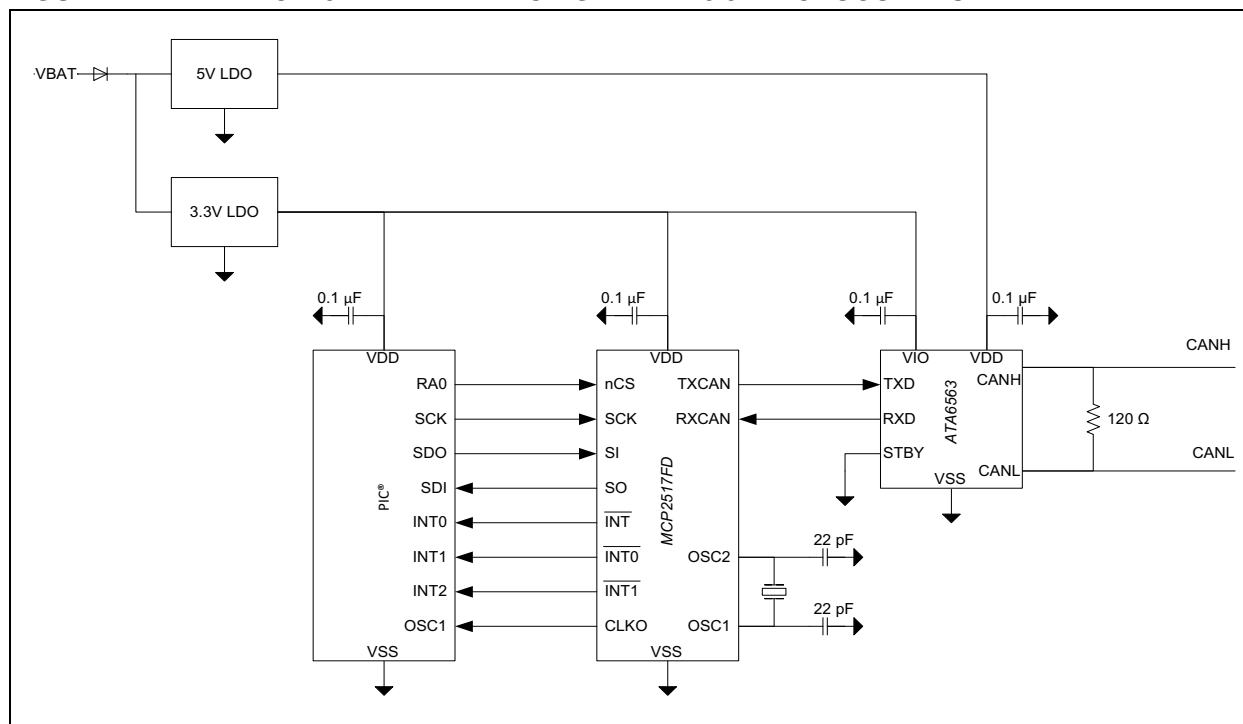 VBAT
5V LDO
3.3V LDO
0.1 µF
0.1 µF
0.1 µF
0.1 µF
VDD
VDD
VIO
VDD
CANH
RA0
nCS
TXCAN
TXD
CANH
SCK
SCK
RXCAN
RXD
ATA6563
120 Ω
SDO
SI
STBY
CANL
CANL
SDI
SO
VSS
PIC®
MCP2517FD
INT0
INT
INT1
INT0
OSC2
22 pF
INT2
INT1
22 pF
OSC1
CLKO
OSC1
VSS
VSS